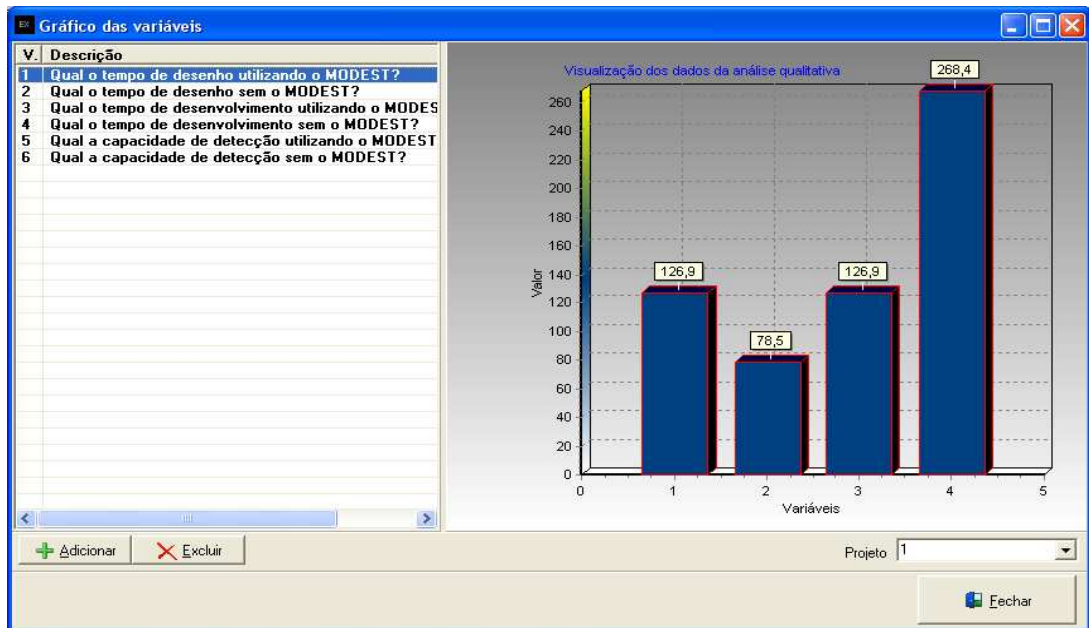 EX Gráfico das variáveis
V. Descrição
1 Qual o tempo de desenho utilizando o MODEST?
2 Qual o tempo de desenho sem o MODEST?
3 Qual o tempo de desenvolvimento utilizando o MODES
4 Qual o tempo de desenvolvimento sem o MODEST?
5 Qual a capacidade de detecção utilizando o MODEST
6 Qual a capacidade de detecção sem o MODEST?
Visualização dos dados da análise qualitativa
268,4
126,9
78,5
126,9
Valor
260
240
220
200
180
160
140
120
100
80
60
40
20
0
0 1 2 3 4 5
Variáveis
Adicionar Excluir
Projeto 1
Fechar